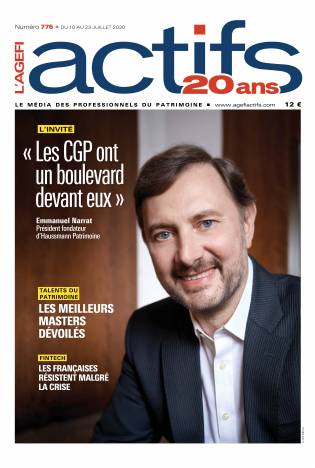 Numéro 776 • DU 10 AU 23 JUILLET 2020
L'AGEFI
actifs
20 ans
LE MÉDIA DES PROFESSIONNELS DU PATRIMOINE • www.agefiactifs.com 12 €
L'INVITÉ
« Les CGP ont
un boulevard
devant eux »
Emmanuel Narrat
Président fondateur
d'Haussmann Patrimoine
TALENTS DU
PATRIMOINE
LES MEILLEURS
MASTERS
DÉVOILÉS
FINTECH
LES FRANÇAISES
RÉSISTENT MALGRÉ
LA CRISE